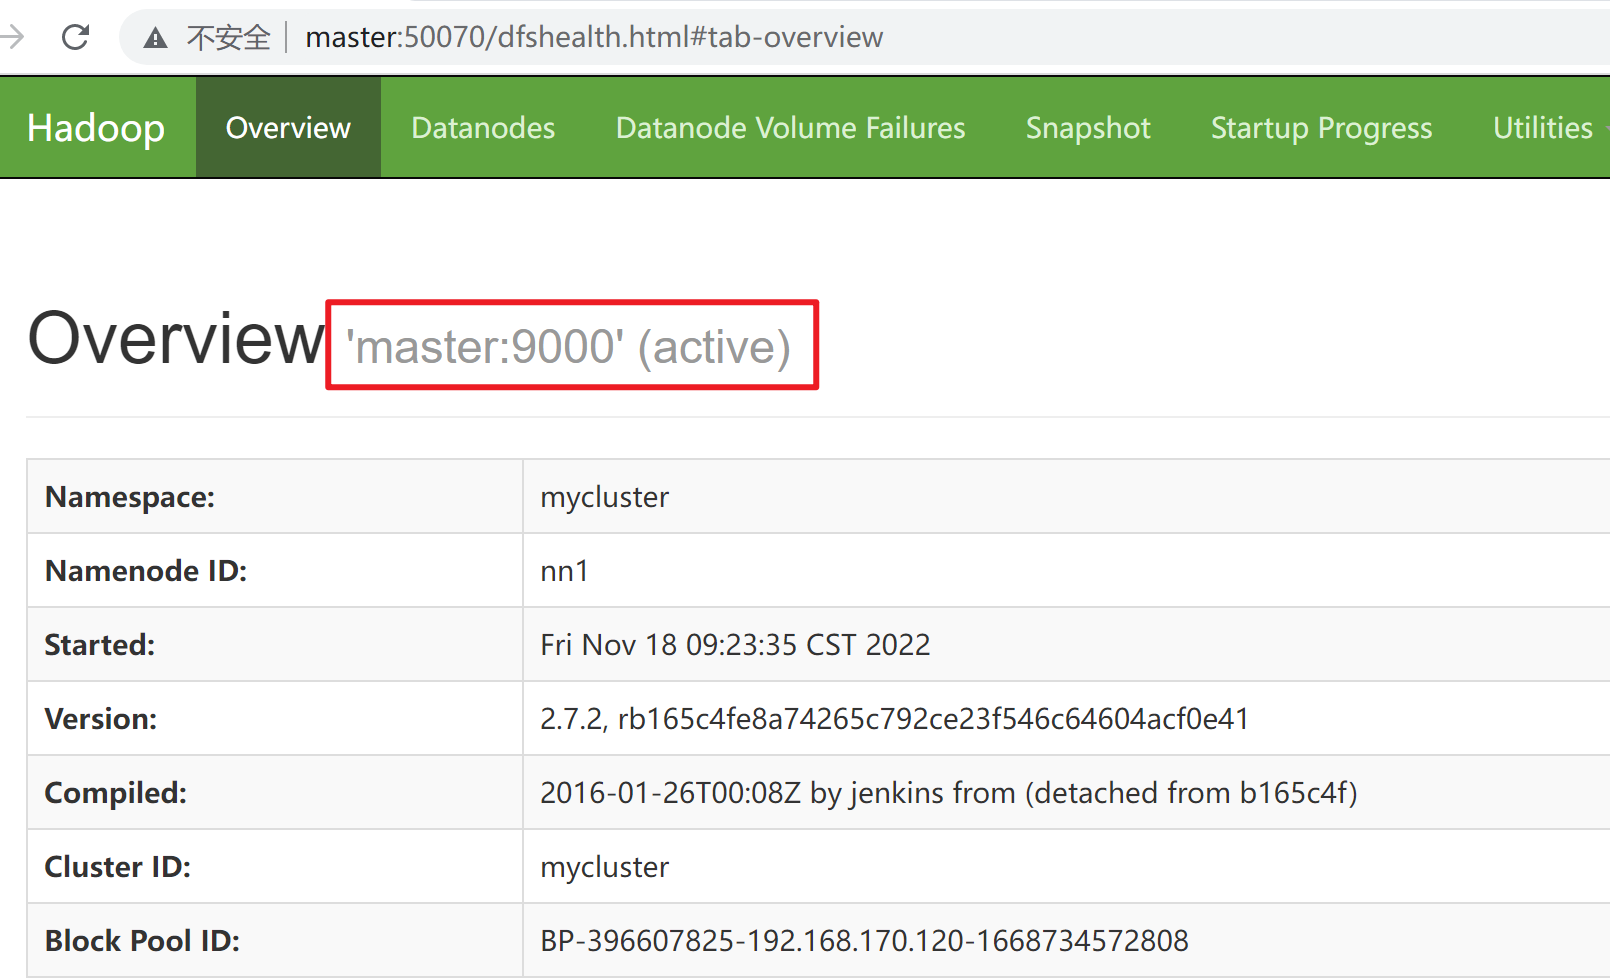 不安全 master:50070/dfshealth.html#tab-overview
Hadoop Overview Datanodes Datanode Volume Failures Snapshot Startup Progress Utilities
Overview 'master:9000' (active)
Namespace: mycluster
Namenode ID: nn1
Started: Fri Nov 18 09:23:35 CST 2022
Version: 2.7.2, rb165c4fe8a74265c792ce23f546c64604acf0e41
Compiled: 2016-01-26T00:08Z by jenkins from (detached from b165c4f)
Cluster ID: mycluster
Block Pool ID: BP-396607825-192.168.170.120-1668734572808